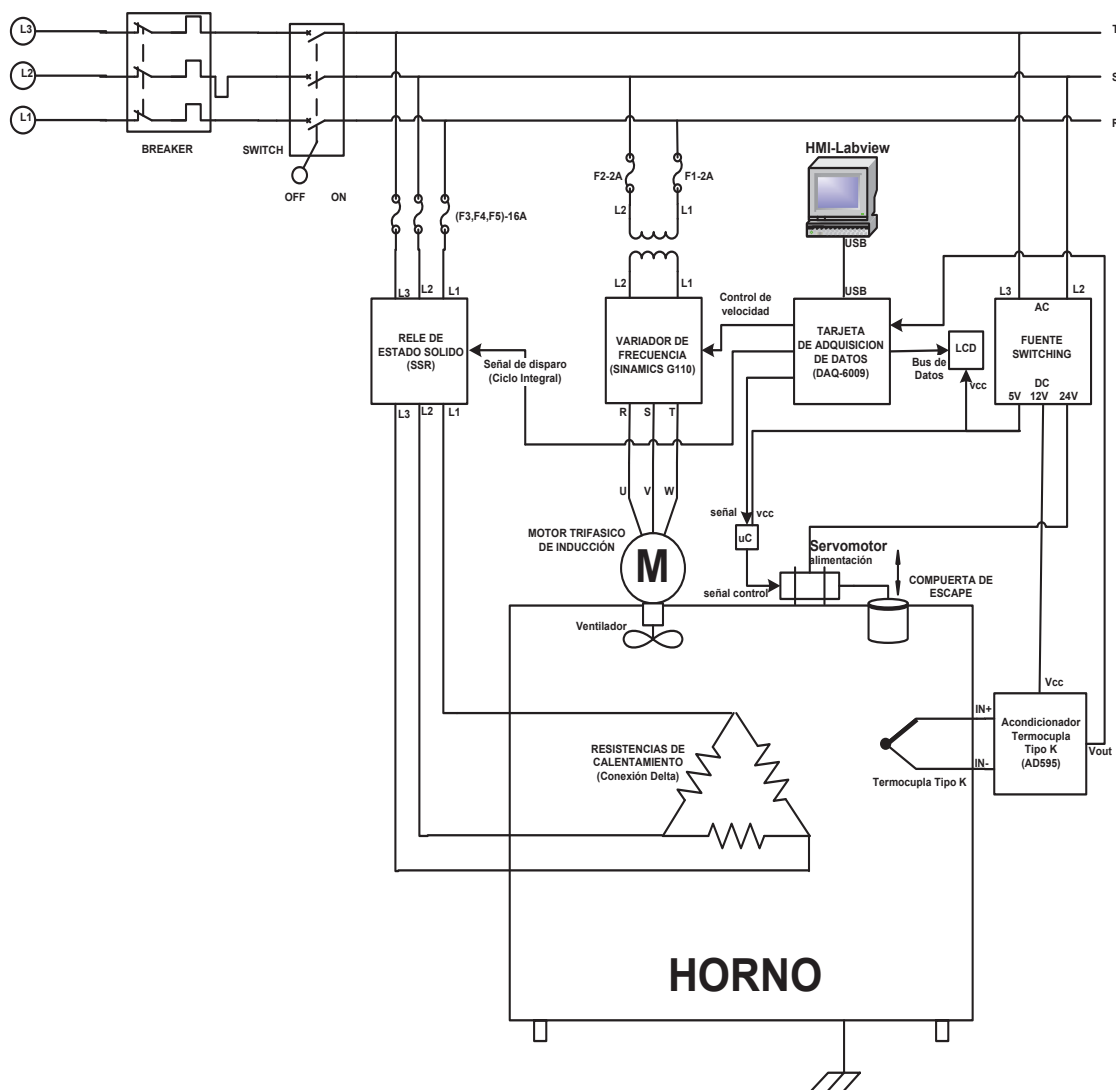 L3
L2
L1
BREAKER
SWITCH
OFF
ON
T
S
(F3,F4,F5)-16A
F2-2A
F1-2A
L2
L1
L2
L1
HMI-Labview
USB
USB
L3
L2
L1
RELE DE
ESTADO SOLIDO
(SSR)
L3
L2
L1
Señal de disparo
(Ciclo Integral)
VARIADOR DE
FRECUENCIA
(SINAMICS G110)
R
S
T
Control de
velocidad
TARJETA
DE ADQUISICION
DE DATOS
(DAQ-6009)
Bus de
Datos
LCD
vcc
L3
L2
AC
FUENTE
SWITCHING
DC
5V
12V
24V
U
V
W
MOTOR TRIFASICO
DE INDUCCIÓN
M
Ventilador
señal
vcc
uC
señal control
Servomotor
alimentación
COMPUERTA DE
ESCAPE
RESISTENCIAS DE
CALENTAMIENTO
(Conexión Delta)
Termocupla Tipo K
IN+
IN-
Vcc
Acondicionador
Termocupla
Tipo K
(AD595)
Vout
HORNO